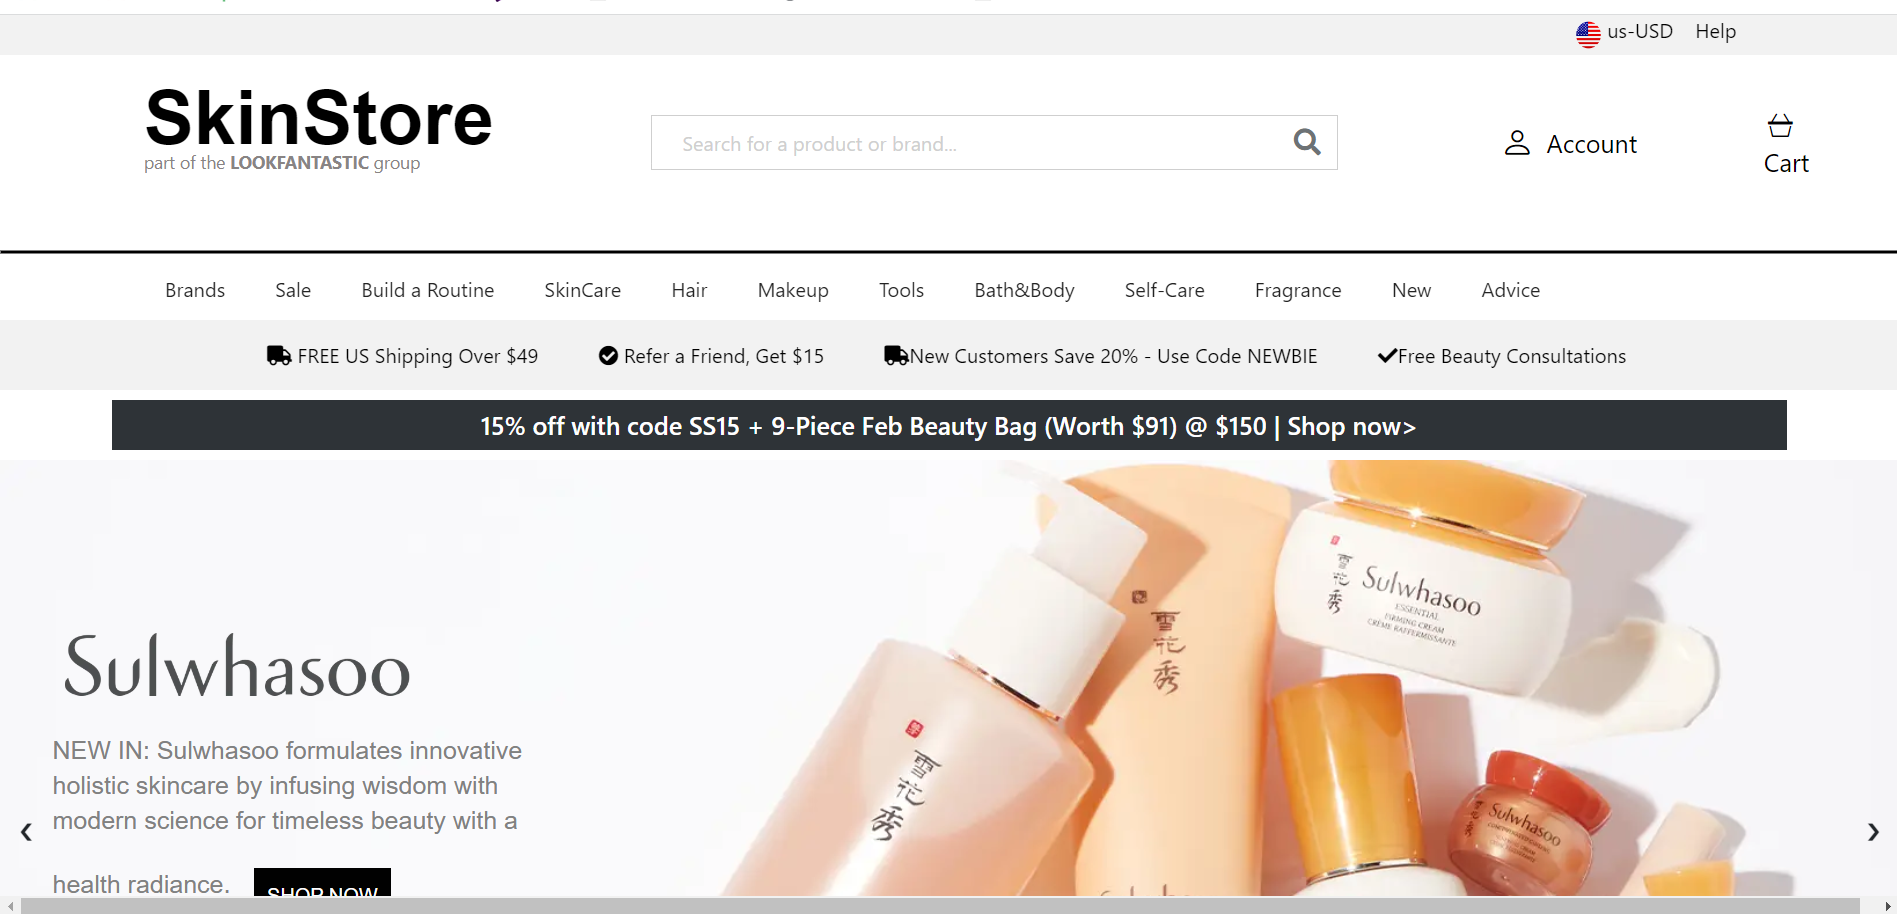 us-USD Help
SkinStore
part of the LOOKFANTASTIC group
Search for a product or brand...
Account
Cart
Brands Sale Build a Routine SkinCare Hair Makeup Tools Bath&Body Self-Care Fragrance New Advice
FREE US Shipping Over $49 Refer a Friend, Get $15 New Customers Save 20% - Use Code NEWBIE Free Beauty Consultations
15% off with code SS15 + 9-Piece Feb Beauty Bag (Worth $91) @ $150 | Shop now>
Sulwhasoo
NEW IN: Sulwhasoo formulates innovative
holistic skincare by infusing wisdom with
modern science for timeless beauty with a
health radiance. SHOP NOW
雪花秀
雪花秀
雪花秀
Sulwhasoo
ESSENTIAL
FIRMING CREAM
CRÈME RAFFERMISSANTE
Sulwhasoo